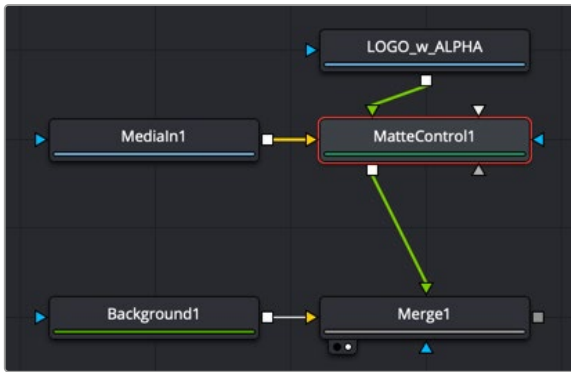 LOGO_w_ALPHA
MediaIn1
MatteControl1
Background1
Merge1